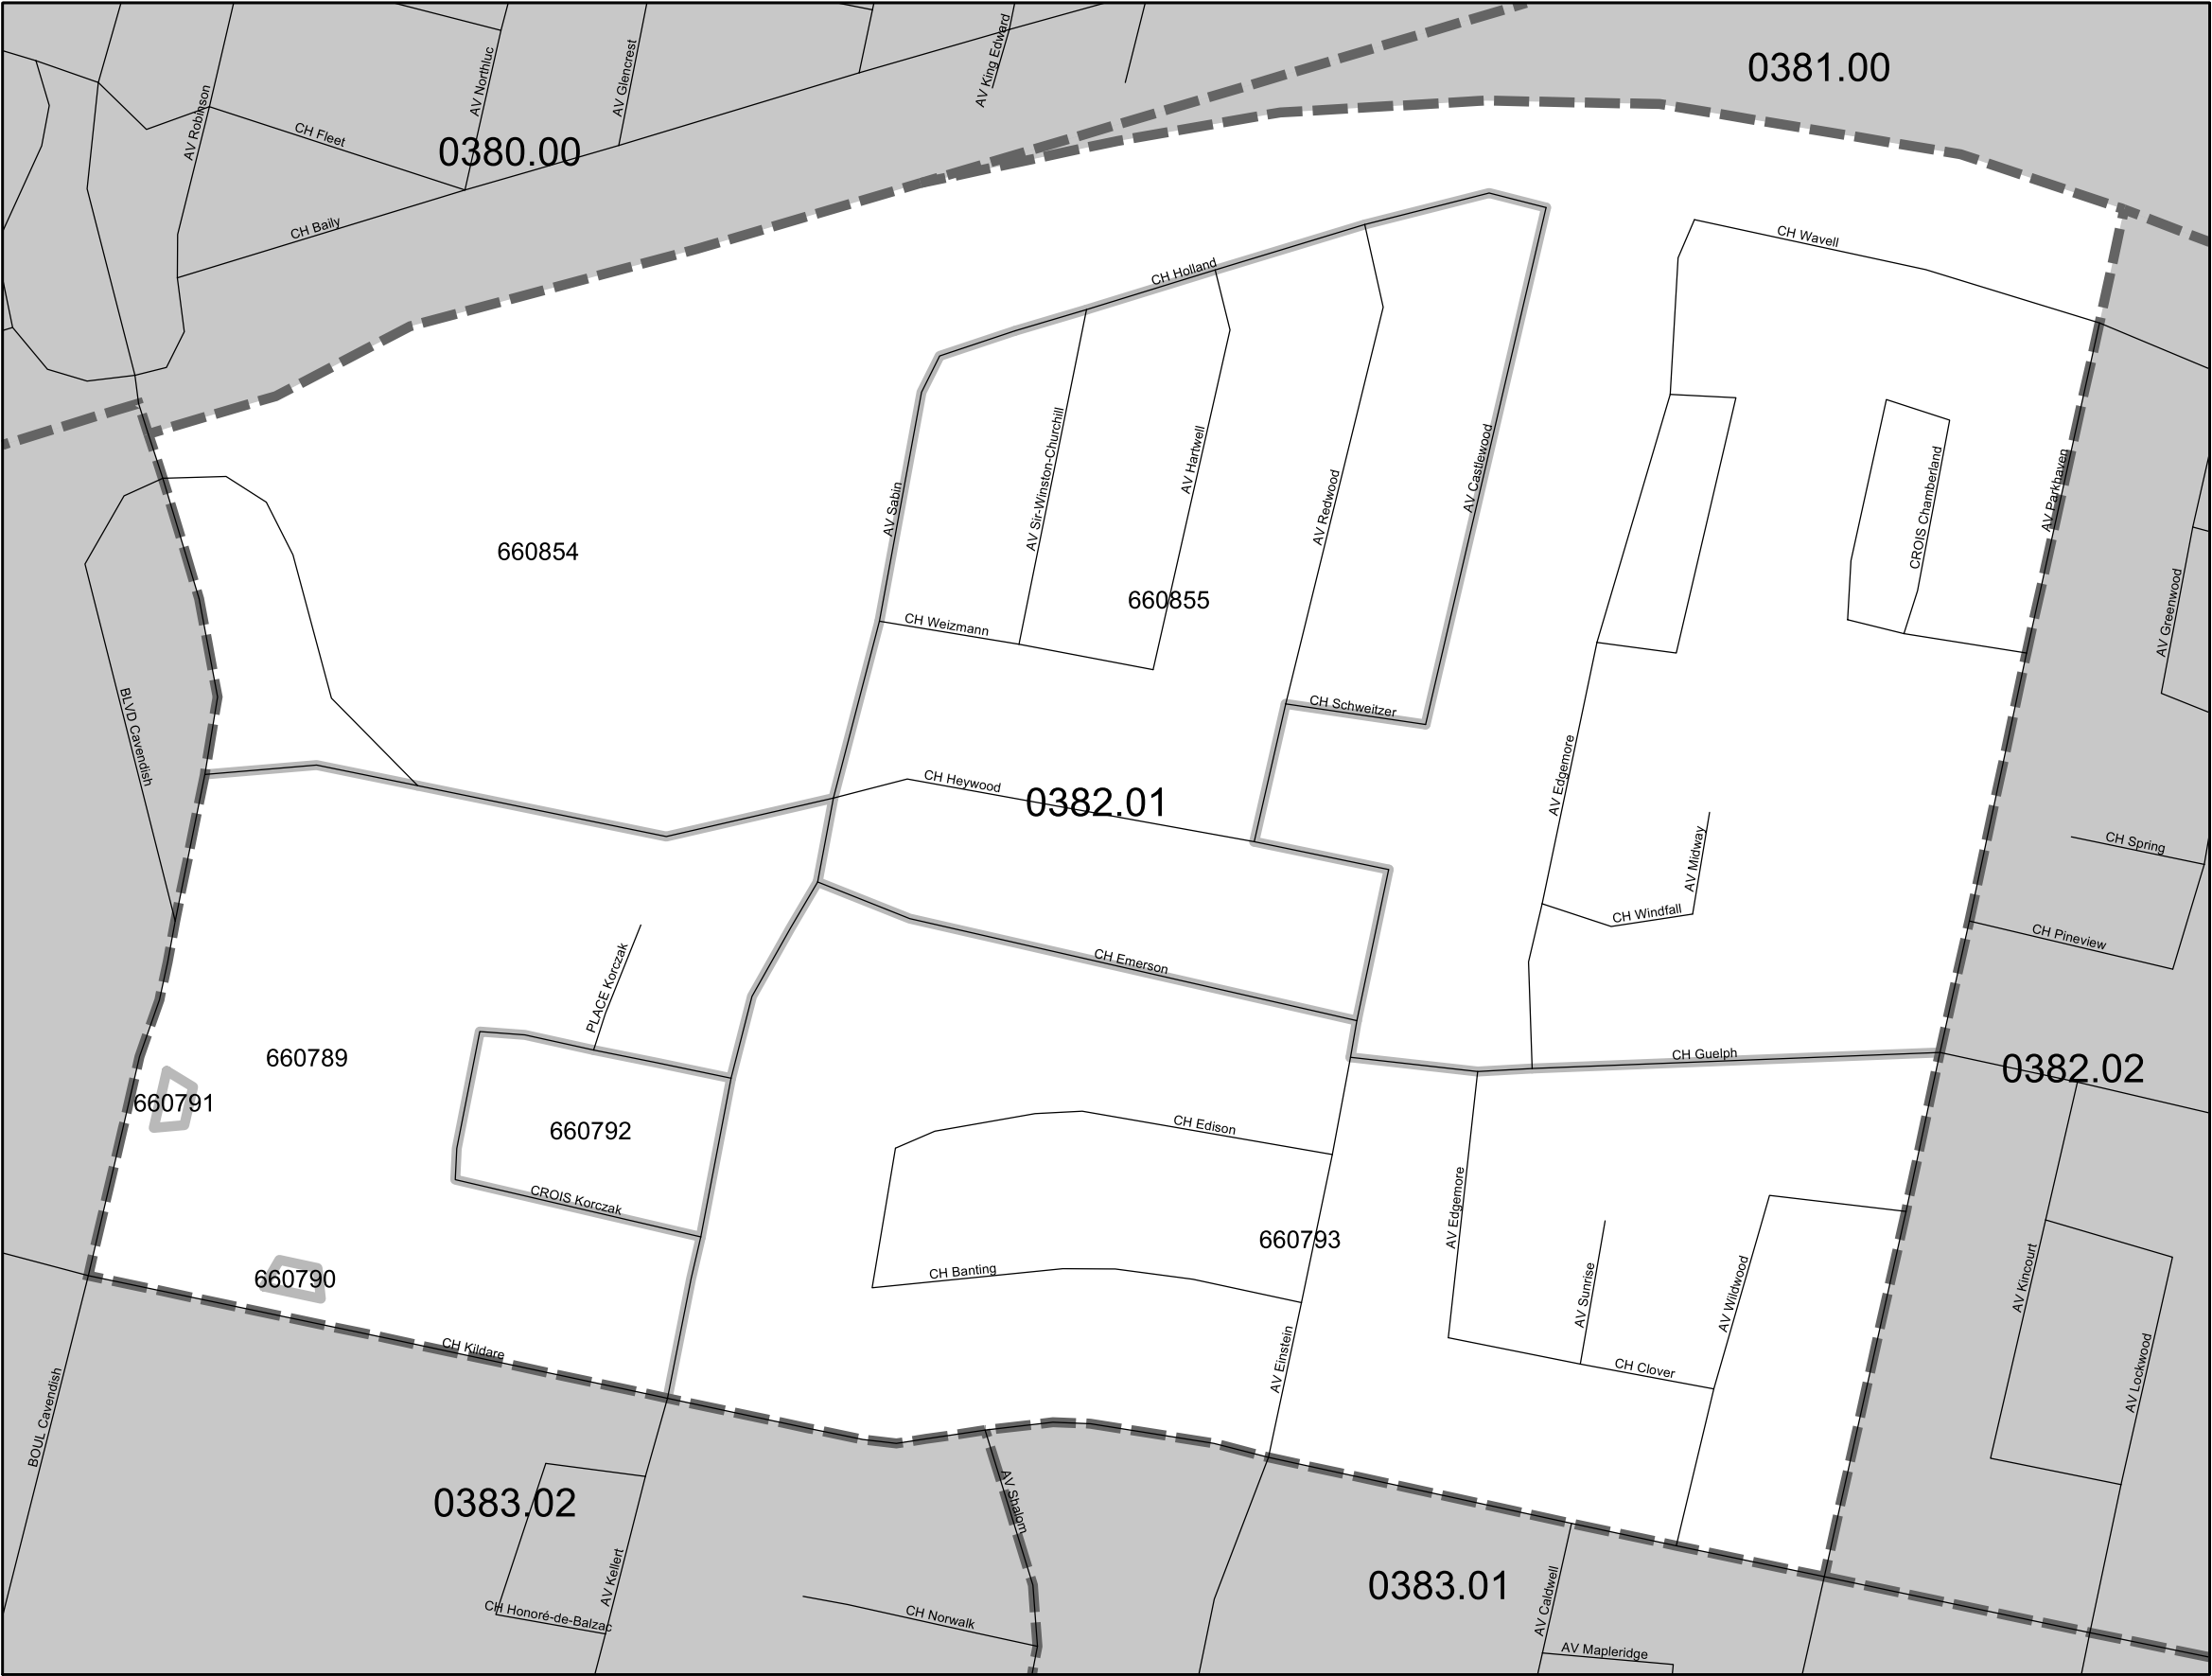 0381.00
AV King Edward
AV Northluc
AV Glencrest
AV Robinson
CH Fleet
0380.00
CH Baily
CH Wavell
CH Holland
AV Sabin
AV Sir-Winston-Churchill
AV Hartwell
AV Redwood
AV Castlewood
CROIS Chamberland
AV Parkhaven
660854
660855
AV Greenwood
CH Weizmann
CH Schweitzer
BLVD Cavendish
AV Edgemore
CH Heywood
0382.01
AV Midway
CH Spring
CH Windfall
CH Pineview
CH Emerson
PLACE Korczak
660789
CH Guelph
0382.02
660791
660792
CH Edison
CROIS Korczak
AV Edgemore
660793
660790
CH Banting
AV Sunrise
AV Wildwood
AV Kincourt
CH Kildare
AV Einstein
CH Clover
AV Lockwood
BOUL Cavendish
0383.02
AV Shalom
AV Kellert
CH Honoré-de-Balzac
CH Norwalk
0383.01
AV Caldwell
AV Mapleridge